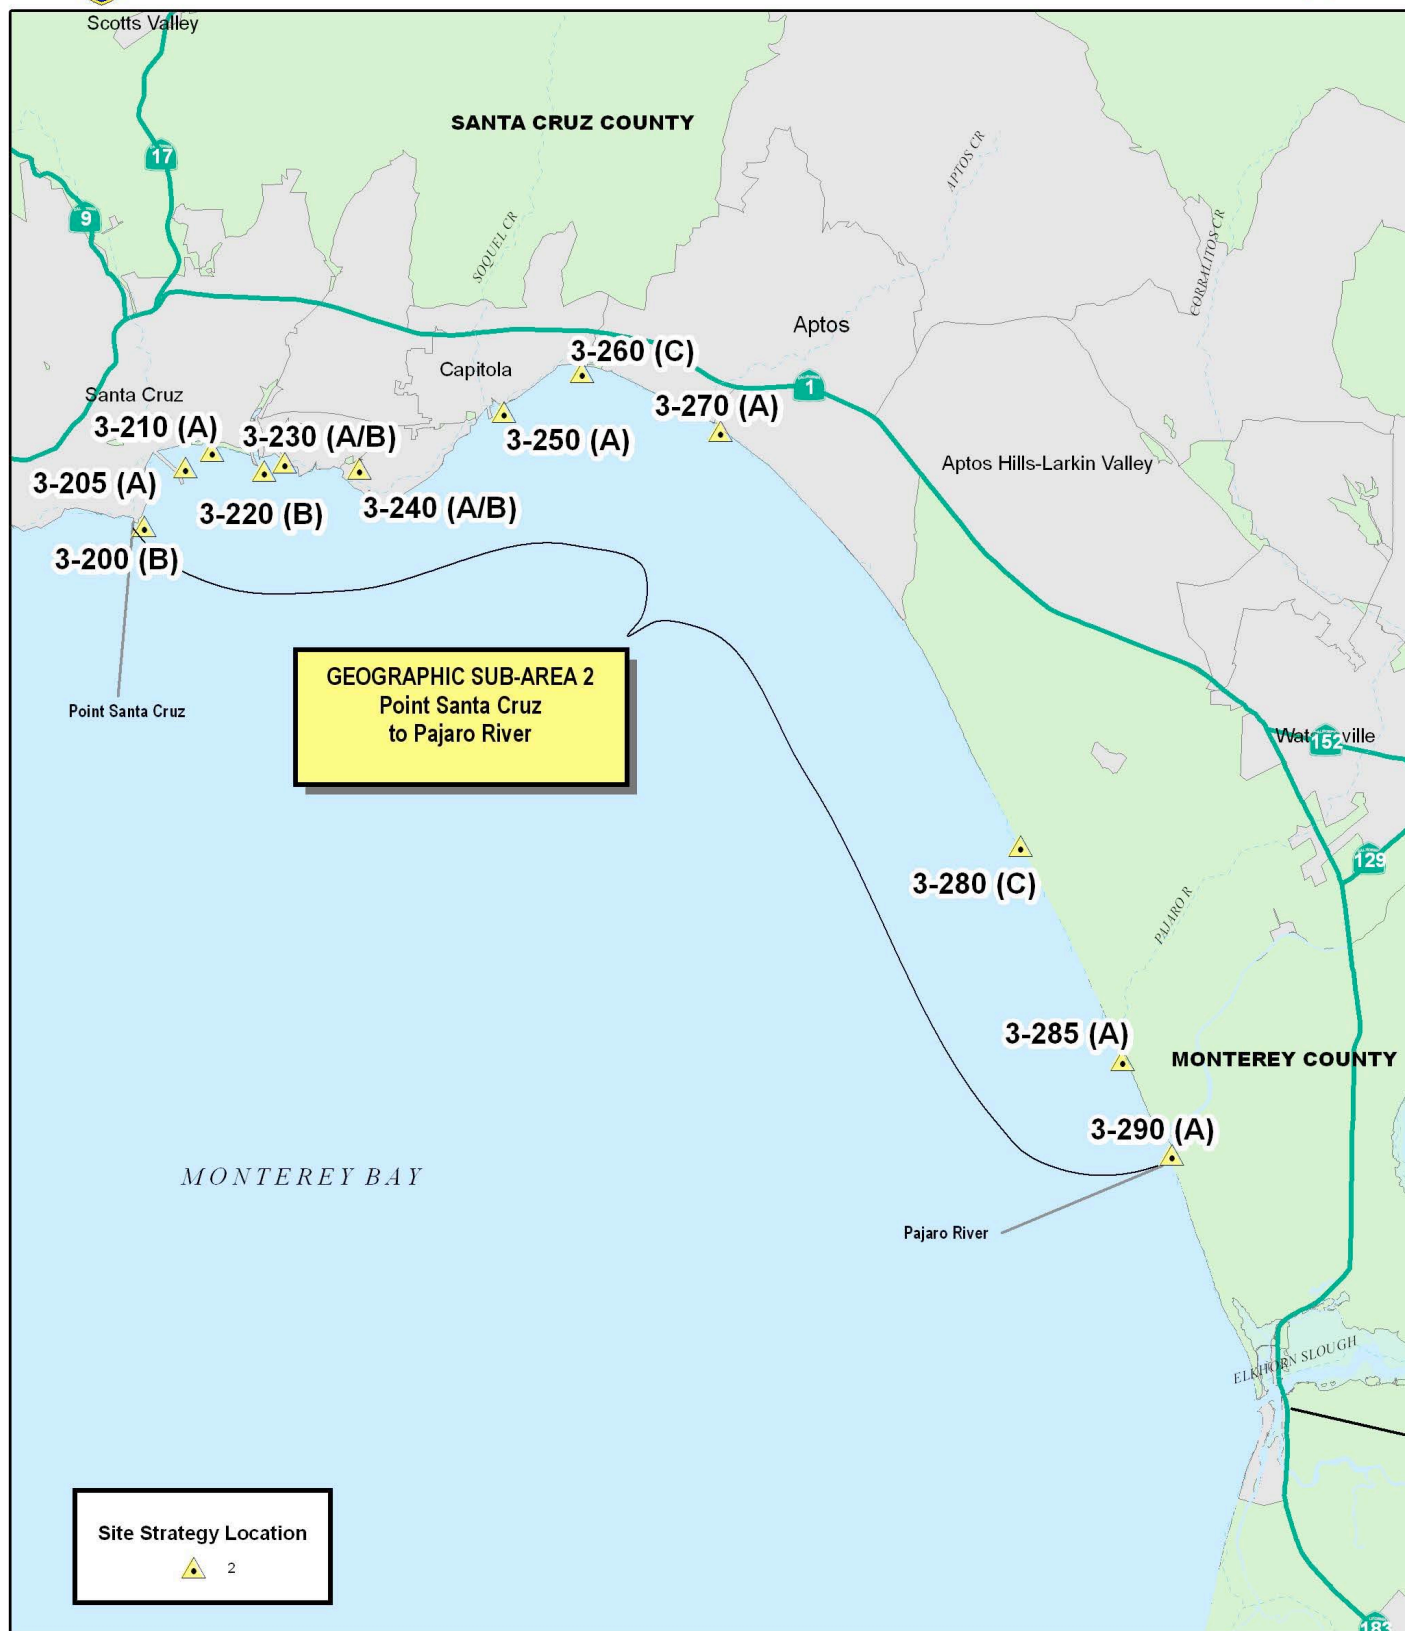 Scotts Valley
SANTA CRUZ COUNTY
17
9
APTOS CR
SOQUEL CR
CORRALITOS CR
Aptos
3-260 (C)
Capitola
1
Santa Cruz
3-270 (A)
3-210 (A)
3-230 (A/B)
3-250 (A)
Aptos Hills-Larkin Valley
3-205 (A)
3-220 (B)
3-240 (A/B)
3-200 (B)
GEOGRAPHIC SUB-AREA 2
Point Santa Cruz
to Pajaro River
Point Santa Cruz
152
129
3-280 (C)
PAJARO R
3-285 (A)
MONTEREY COUNTY
3-290 (A)
MONTEREY BAY
Pajaro River
ELKHORN SLOUGH
Site Strategy Location
2
183